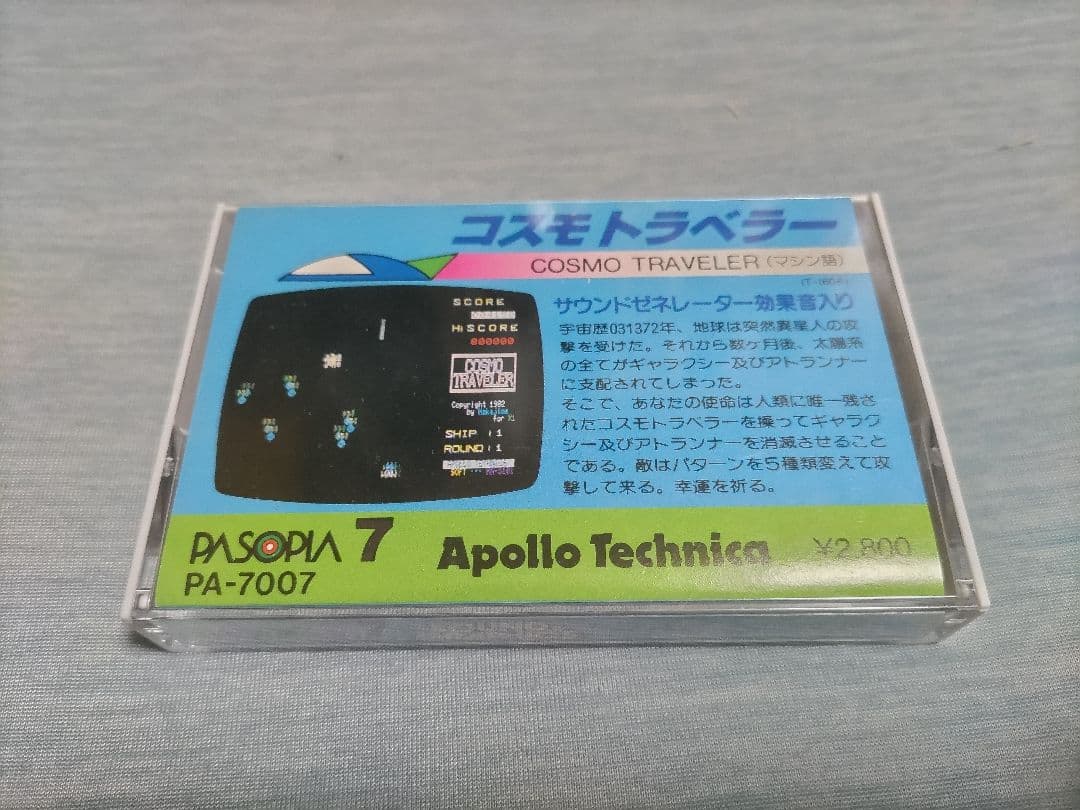 コスモトラベラー
COSMO TRAVELER (マシン語)
サウンドゼネレーター効果音入り
宇宙歴031372年、地球は突然異星人の攻
撃を受けた。それから数ヶ月後、太陽系
の全てがギャラクシー及びアトランナー
に支配されてしまった。
そこで、あなたの使命は人類に唯一残さ
れたコスモトラベラーを操ってギャラク
シー及びアトランナーを消滅させること
である。敵はパターンを5種類変えて攻
撃して来る。幸運を祈る。
SCORE
HiSCORE
000000
COSMO
TRAVELER
Copyright 1982
by
for X1
SHIP : 1
ROUND : 1
SOFT
PASOPIA 7
PA-7007
Apollo Technica
¥2,800